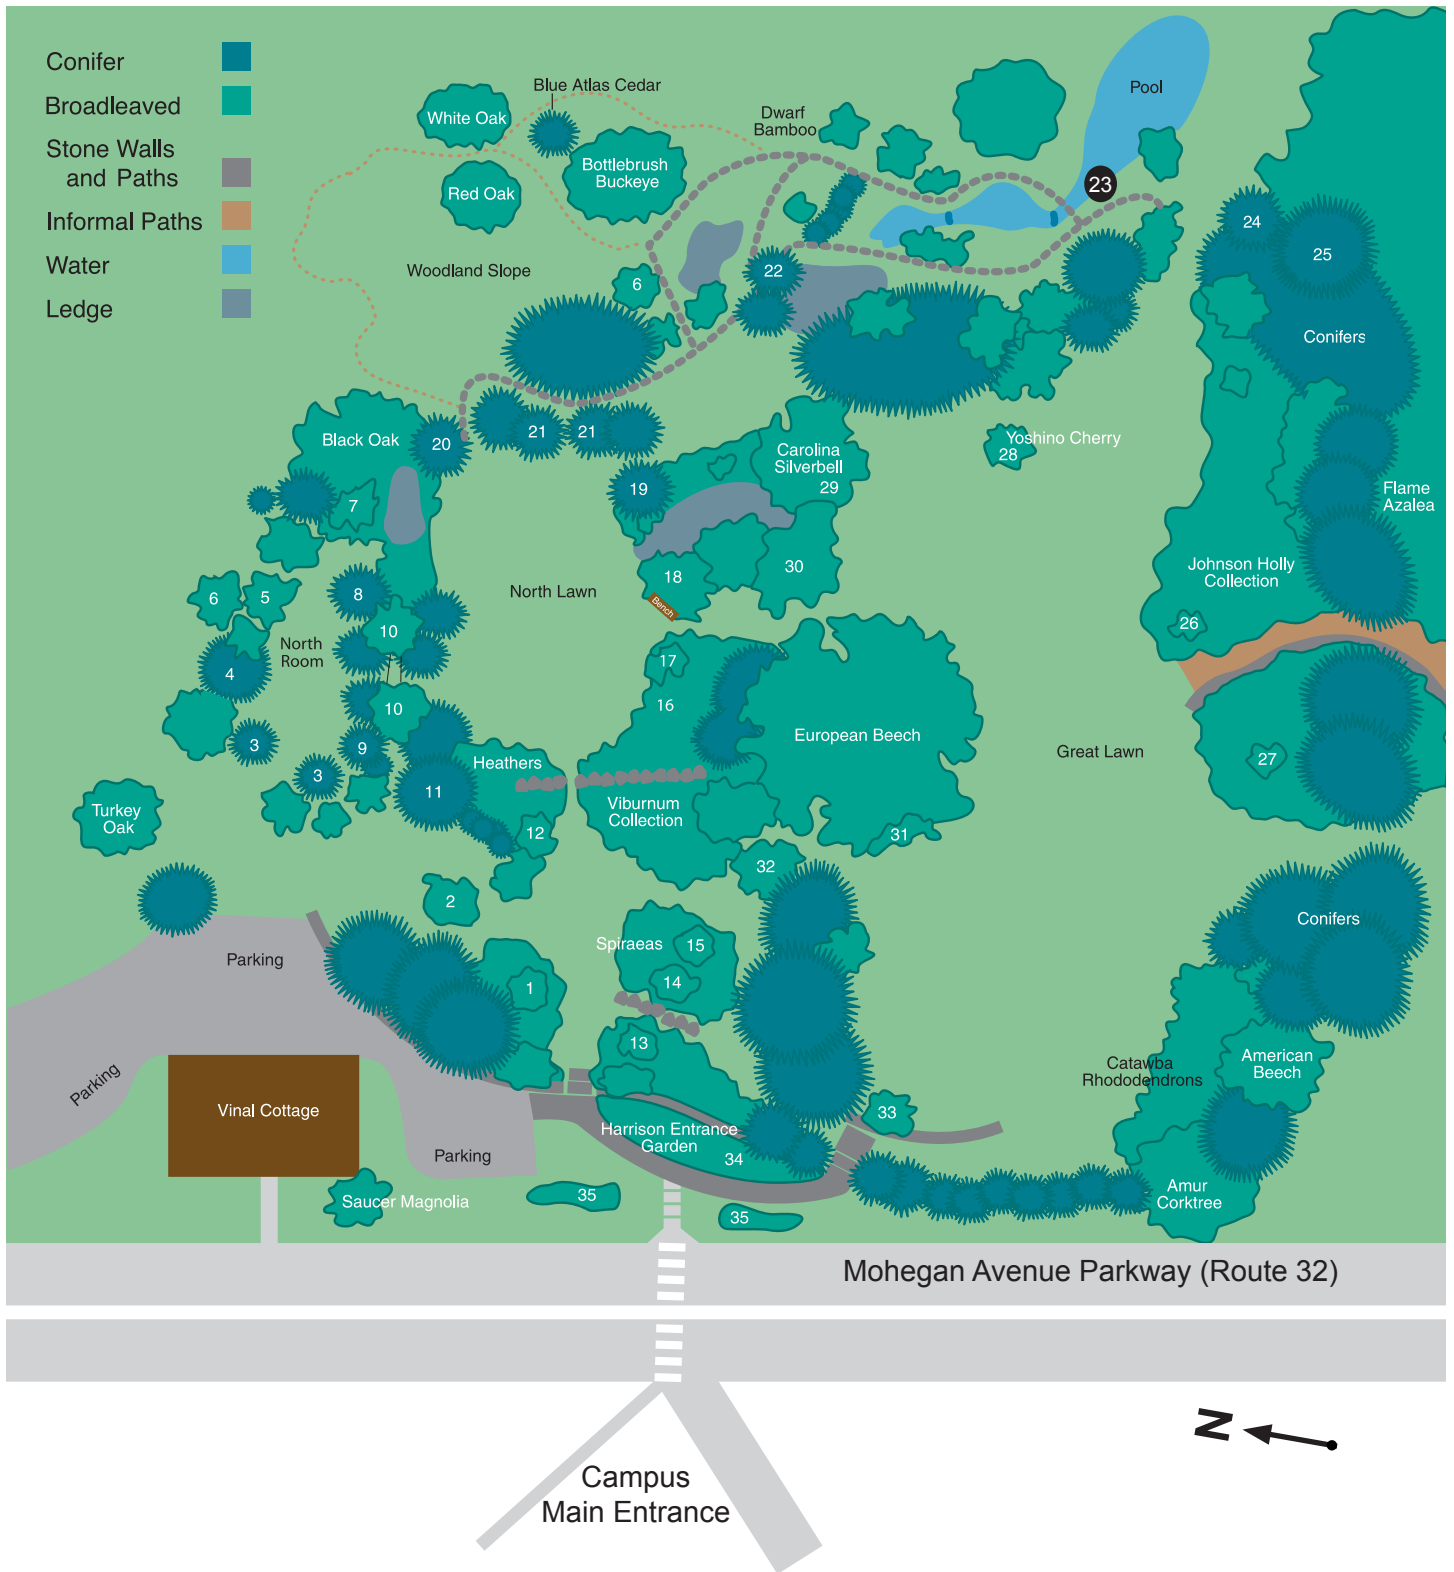 Conifer
Broadleaved
Stone Walls
and Paths
Informal Paths
Water
Ledge
White Oak
Blue Atlas Cedar
Red Oak
Bottlebrush
Buckeye
Dwarf
Bamboo
Pool
23
24
25
Woodland Slope
6
22
Conifers
Black Oak
20
21
21
Carolina
Silverbell
29
Yoshino Cherry
28
19
7
Flame
Azalea
6
5
8
North Lawn
18
Bench
30
Johnson Holly
Collection
26
10
North
Room
4
17
16
10
European Beech
Great Lawn
3
9
3
Heathers
27
11
Viburnum
Collection
Turkey
Oak
12
31
32
2
Conifers
Spiraeas
15
14
Parking
1
13
Catawba
Rhododendrons
American
Beech
Parking
Vinal Cottage
33
Harrison Entrance
Garden
34
Parking
Saucer Magnolia
35
35
Amur
Corktree
Mohegan Avenue Parkway (Route 32)
N
Campus
Main Entrance